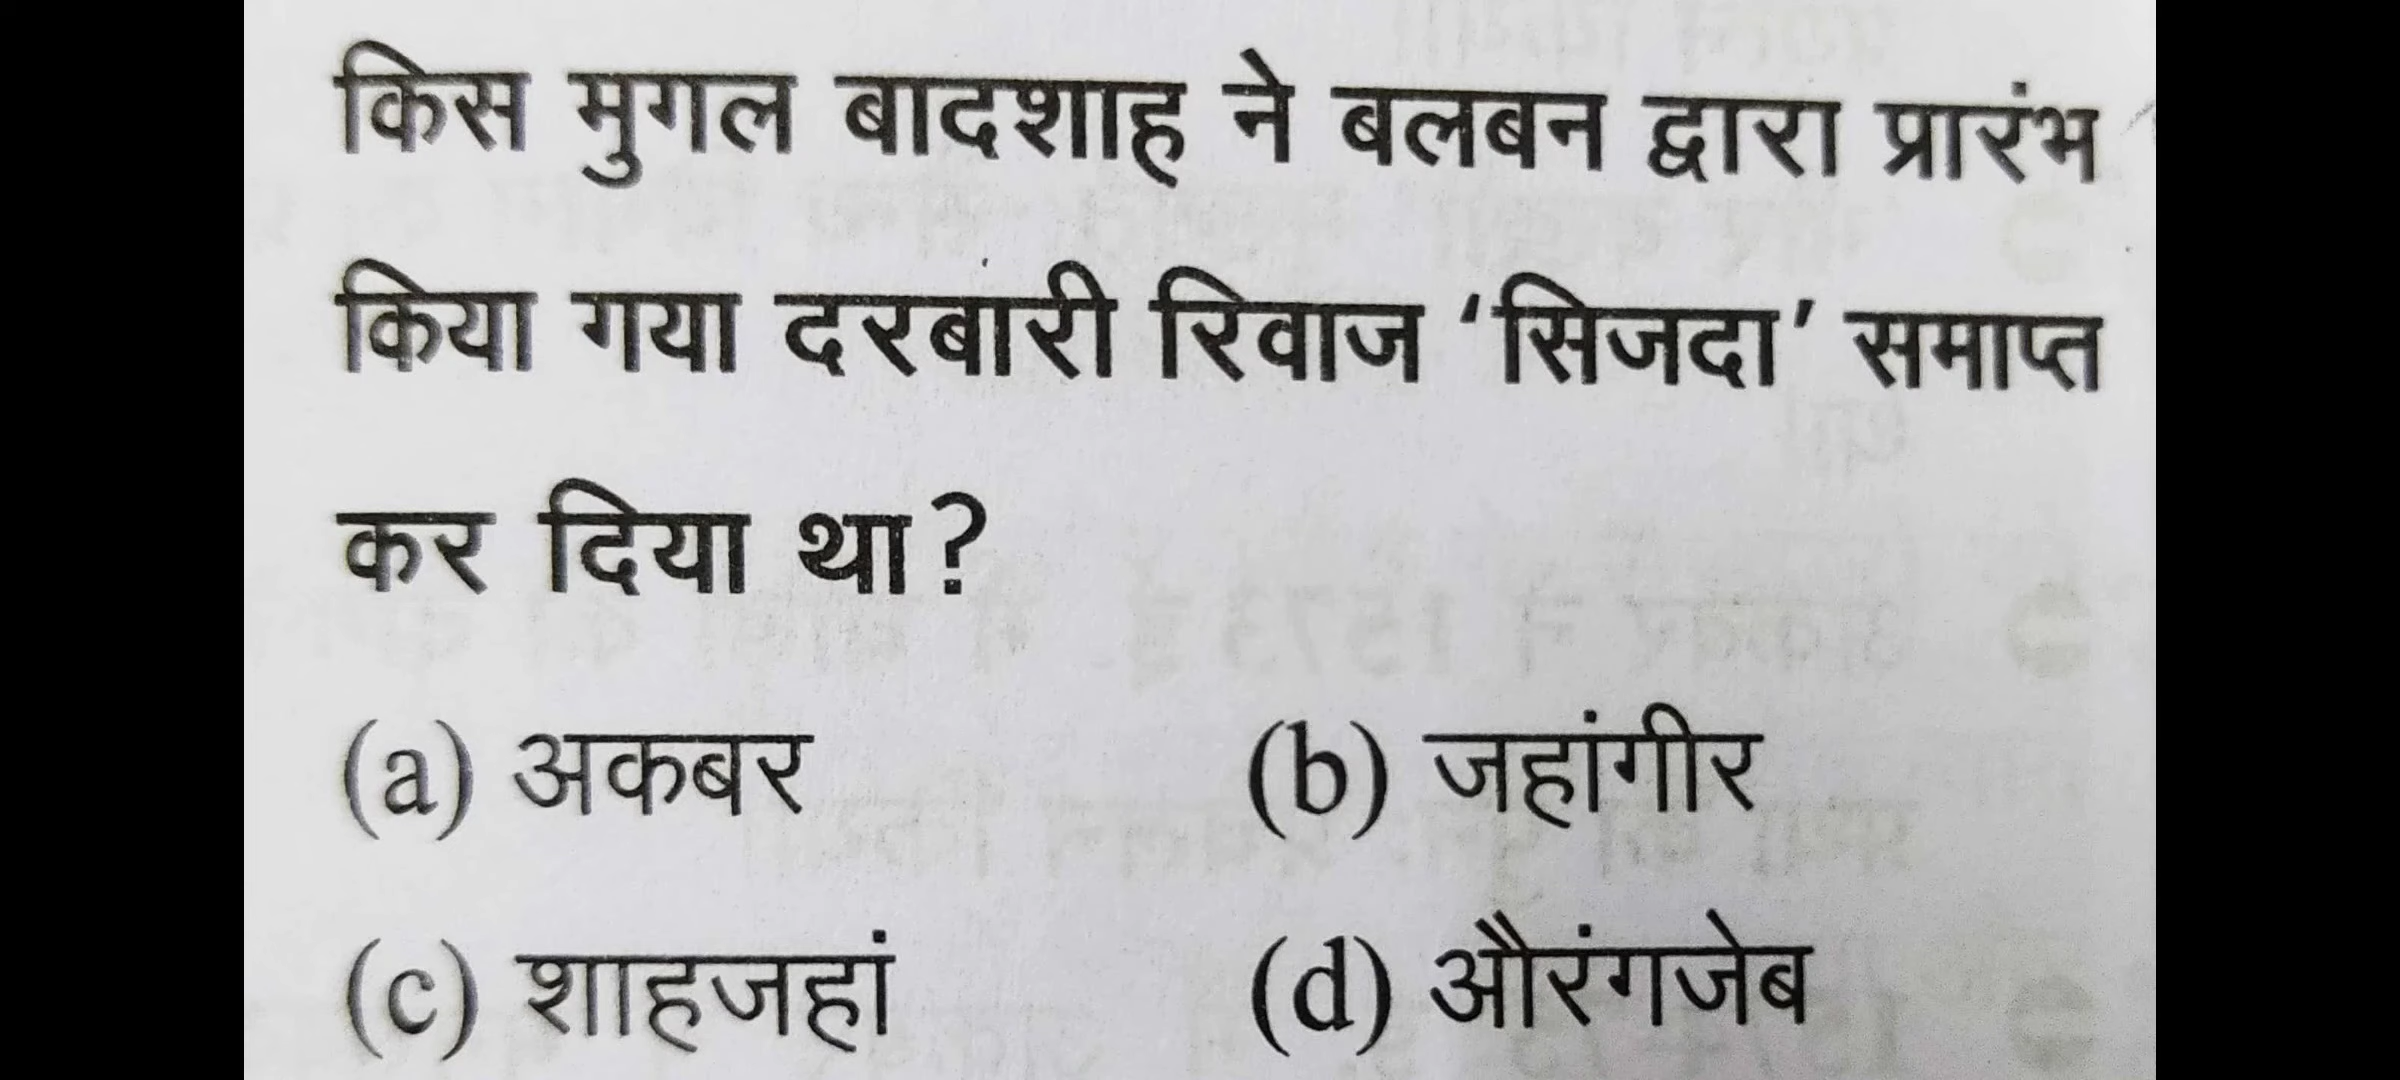 किस मुगल बादशाह ने बलबन द्वारा प्रारंभ
किया गया दरबारी रिवाज ‘सिजदा’ समाप्त
कर दिया था?
(a) अकबर (b) जहांगीर
(c) शाहजहां (d) औरंगजेब